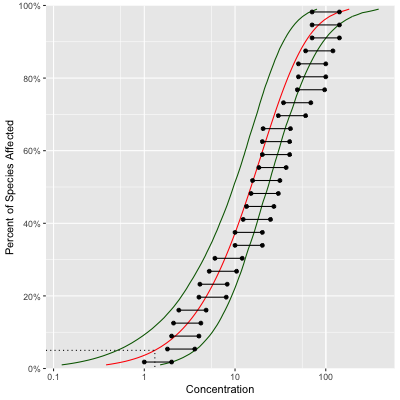 100%
80%
60%
40%
20%
0%
Percent of Species Affected
0.1 1 10 100
Concentration